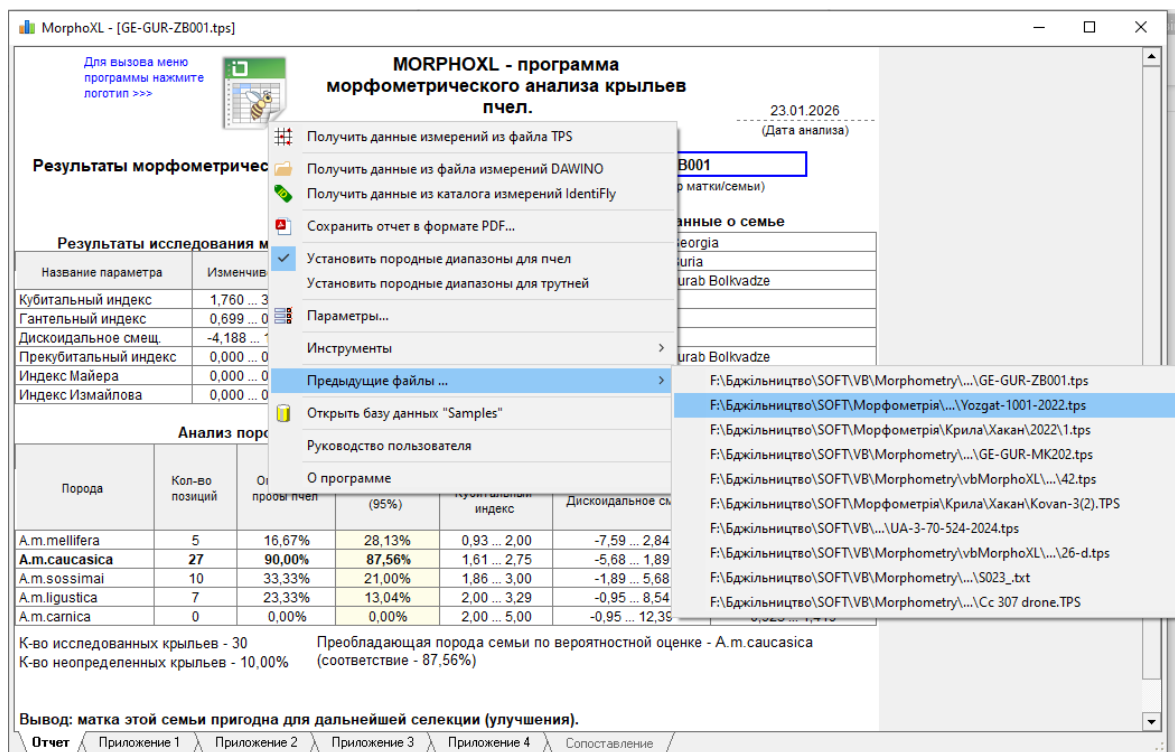 MorphoXL - [GE-GUR-ZB001.tps]
Для вызова меню
программы нажмите
логотип >>>
MORPHOXL - программа
морфометрического анализа крыльев
пчел.
23.01.2026
(Дата анализа)
Результаты морфометричес
B001
матки/семьи)
анные о семье
Результаты исследования м
eorgia
Название параметра Изменчив
uria
urab Bolkvadze
Кубитальный индекс 1,760 ... 3
Гантельный индекс 0,699 ... 0
Дискоидальное смещ. -4,188 ... 1
Прекубитальный индекс 0,000 ... 0
urab Bolkvadze
Индекс Майера 0,000 ... 0
Индекс Измайлова 0,000 ... 0
Получить данные измерений из файла TPS
Получить данные из файла измерений DAWINO
Получить данные из каталога измерений IdentiFly
Сохранить отчет в формате PDF...
Установить породные диапазоны для пчел
Установить породные диапазоны для трутней
Параметры...
Инструменты
Предыдущие файлы ...
Открыть базу данных "Samples"
Руководство пользователя
О программе
F:\Бджільництво\SOFT\VB\Morphometry\...\GE-GUR-ZB001.tps
F:\Бджільництво\SOFT\Морфометрія\...\Yozgat-1001-2022.tps
F:\Бджільництво\SOFT\Морфометрія\Крила\Хакан\2022\1.tps
F:\Бджільництво\SOFT\VB\Morphometry\...\GE-GUR-MK202.tps
F:\Бджільництво\SOFT\VB\Morphometry\vbMorphoXL\...\42.tps
F:\Бджільництво\SOFT\Морфометрія\Крила\Хакан\Kovan-3(2).TPS
F:\Бджільництво\SOFT\VB\...\UA-3-70-524-2024.tps
F:\Бджільництво\SOFT\VB\Morphometry\vbMorphoXL\...\26-d.tps
F:\Бджільництво\SOFT\VB\Morphometry\...\S023_.txt
F:\Бджільництво\SOFT\VB\Morphometry\...\Cc 307 drone.TPS
Анализ поро
Порода Кол-во позиций пробы пчел (95%) Кубитальный индекс Дискоидальное см
A.m.mellifera 5 16,67% 28,13% 0,93 ... 2,00 -7,59 ... 2,84
A.m.caucasica 27 90,00% 87,56% 1,61 ... 2,75 -5,68 ... 1,89
A.m.sossimai 10 33,33% 21,00% 1,86 ... 3,00 -1,89 ... 5,68
A.m.ligustica 7 23,33% 13,04% 2,00 ... 3,29 -0,95 ... 8,54
A.m.carnica 0 0,00% 0,00% 2,00 ... 5,00 -0,95 ... 12,39
К-во исследованных крыльев - 30
К-во неопределенных крыльев - 10,00%
Преобладающая порода семьи по вероятностной оценке - A.m.caucasica
(соответствие - 87,56%)
Вывод: матка этой семьи пригодна для дальнейшей селекции (улучшения).
Отчет Приложение 1 Приложение 2 Приложение 3 Приложение 4 Сопоставление